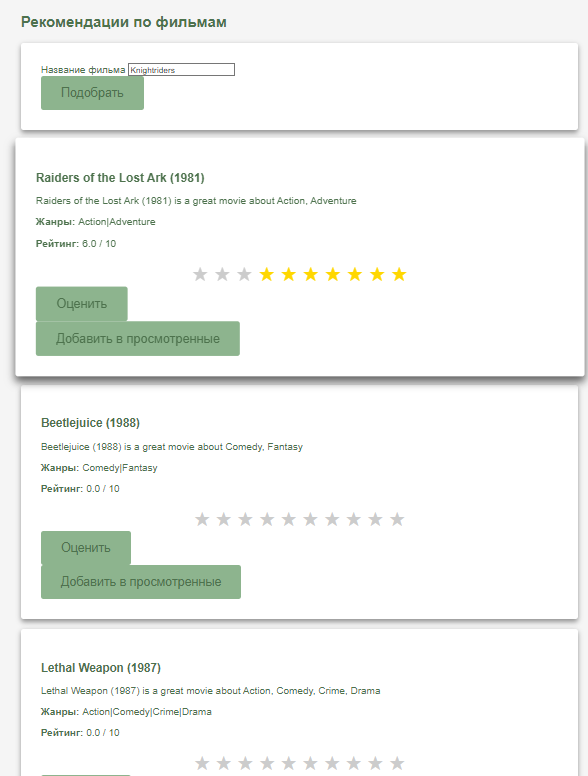 Рекомендации по фильмам
Название фильма Knightriders
Подобрать
Raiders of the Lost Ark (1981)
Raiders of the Lost Ark (1981) is a great movie about Action, Adventure
Жанры: Action|Adventure
Рейтинг: 6.0 / 10
Оценить
Добавить в просмотренные
Beetlejuice (1988)
Beetlejuice (1988) is a great movie about Comedy, Fantasy
Жанры: Comedy|Fantasy
Рейтинг: 0.0 / 10
Оценить
Добавить в просмотренные
Lethal Weapon (1987)
Lethal Weapon (1987) is a great movie about Action, Comedy, Crime, Drama
Жанры: Action|Comedy|Crime|Drama
Рейтинг: 0.0 / 10